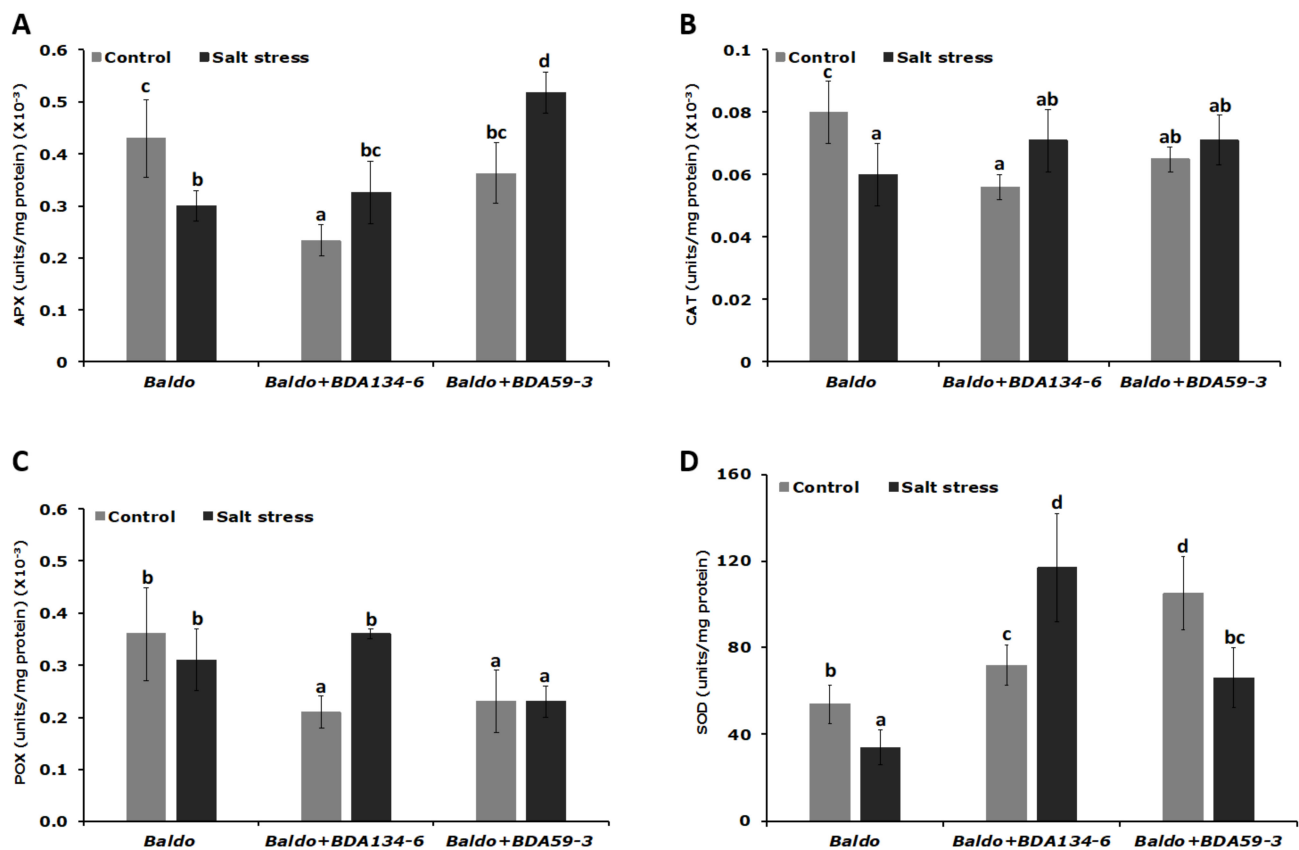 A
APX (units/mg protein) (X10⁻³)
0.6
0.5
0.4
0.3
0.2
0.1
0
Control Salt stress
c
b
a
bc
bc
d
Baldo Baldo+BDA134-6 Baldo+BDA59-3
B
CAT (units/mg protein) (X10⁻³)
0.1
0.08
0.06
0.04
0.02
0
Control Salt stress
c
a
a
ab
ab
ab
Baldo Baldo+BDA134-6 Baldo+BDA59-3
C
POX (units/mg protein) (X10⁻³)
0.6
0.5
0.4
0.3
0.2
0.1
0.0
Control Salt stress
b
b
a
b
a
a
Baldo Baldo+BDA134-6 Baldo+BDA59-3
D
SOD (units/mg protein)
160
120
80
40
0
Control Salt stress
b
a
c
d
d
bc
Baldo Baldo+BDA134-6 Baldo+BDA59-3